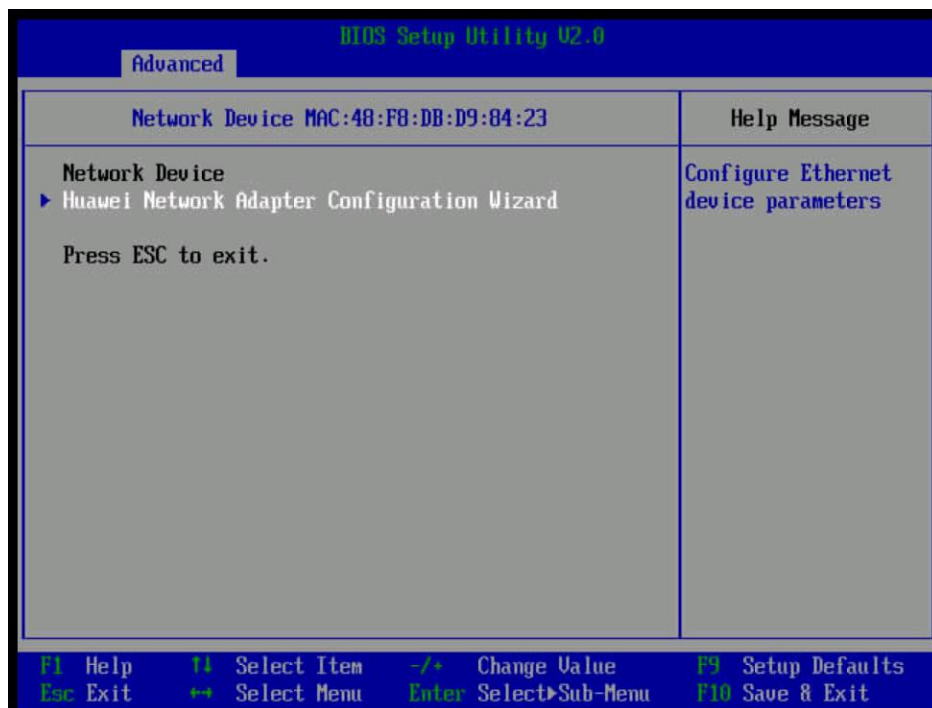 BIOS Setup Utility V2.0
Advanced
Network Device MAC:48:F8:DB:D9:84:23
Help Message
Network Device
▶ Huawei Network Adapter Configuration Wizard
Press ESC to exit.
Configure Ethernet
device parameters
F1 Help ↑↓ Select Item -/+ Change Value F9 Setup Defaults
Esc Exit ←→ Select Menu Enter Select▶Sub-Menu F10 Save & Exit